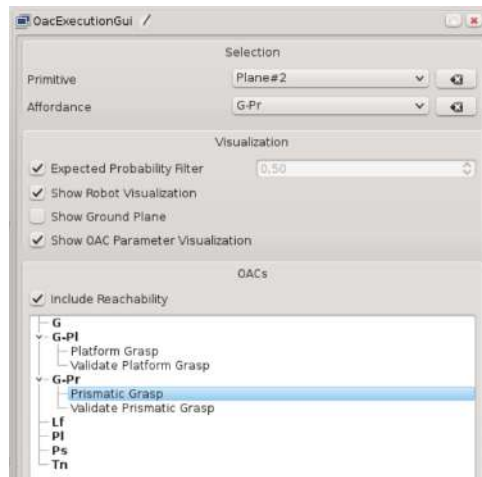 OacExecutionGui
Selection
Primitive Plane#2
Affordance G-Pr
Visualization
Expected Probability Filter 0,50
Show Robot Visualization
Show Ground Plane
Show OAC Parameter Visualization
OACs
Include Reachability
G
G-Pl
Platform Grasp
Validate Platform Grasp
G-Pr
Prismatic Grasp
Validate Prismatic Grasp
Lf
Pl
Ps
Tn